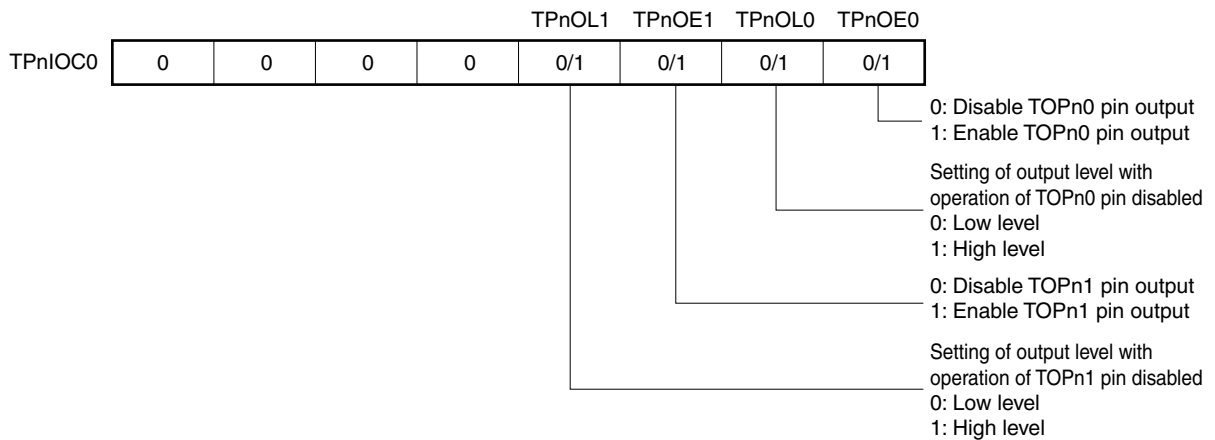 TPnOL1 TPnOE1 TPnOL0 TPnOE0
TPnIOC0 0 0 0 0 0/1 0/1 0/1 0/1
0: Disable TOPn0 pin output
1: Enable TOPn0 pin output
Setting of output level with
operation of TOPn0 pin disabled
0: Low level
1: High level
0: Disable TOPn1 pin output
1: Enable TOPn1 pin output
Setting of output level with
operation of TOPn1 pin disabled
0: Low level
1: High level